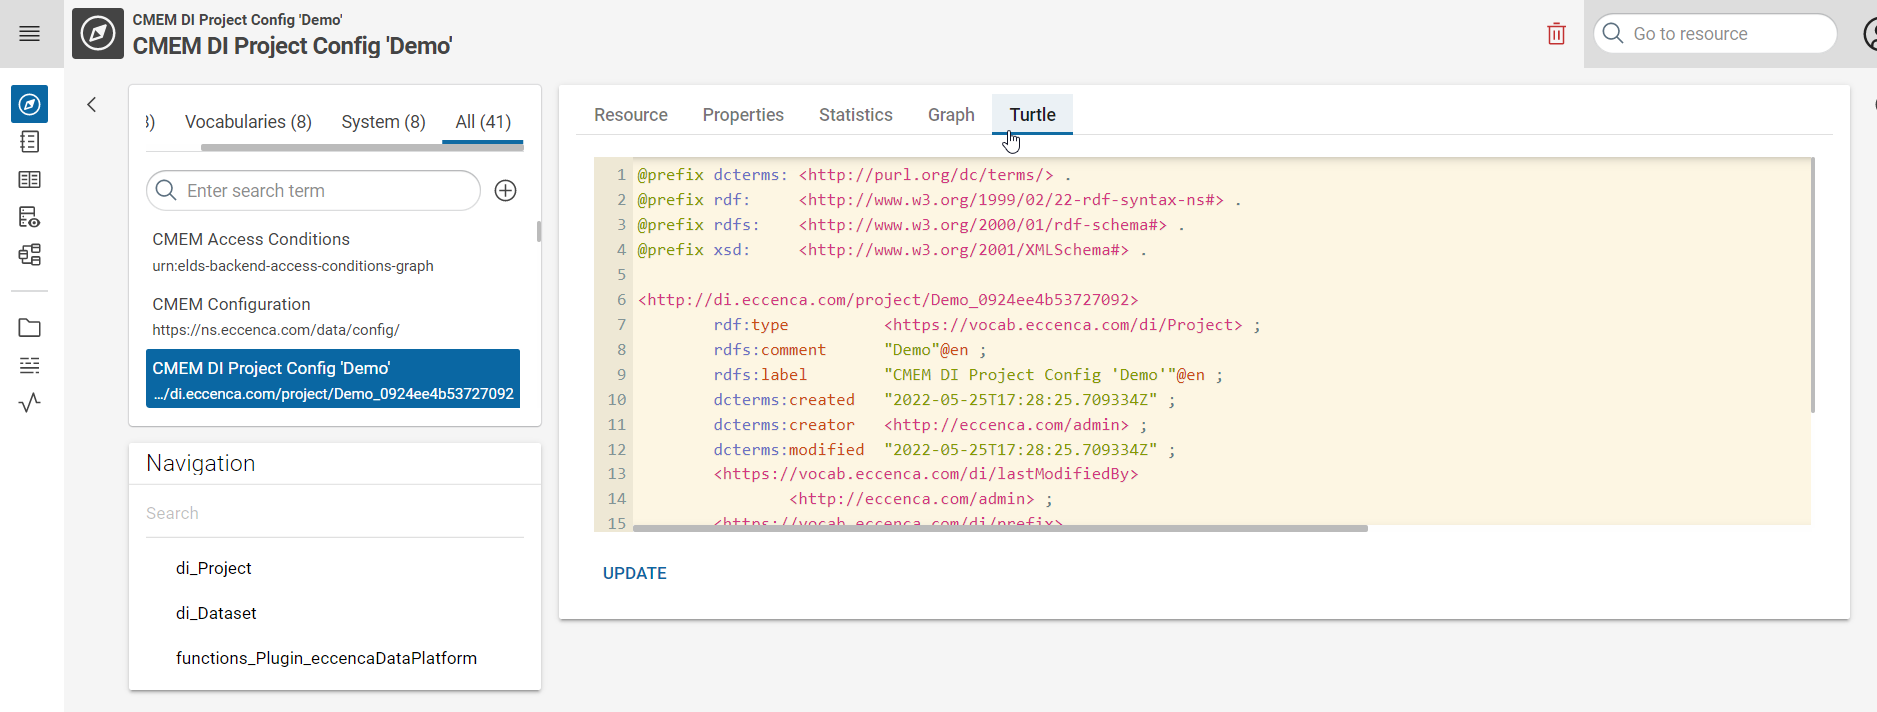 CMEM DI Project Config 'Demo'
CMEM DI Project Config 'Demo'
Go to resource
Vocabularies (8) System (8) All (41)
Enter search term
CMEM Access Conditions
urn:elds-backend-access-conditions-graph
CMEM Configuration
https://ns.eccenca.com/data/config/
CMEM DI Project Config 'Demo'
.../di.eccenca.com/project/Demo_0924ee4b53727092
Navigation
Search
di_Project
di_Dataset
functions_Plugin_eccencaDataPlatform
Resource Properties Statistics Graph Turtle
1 @prefix dcterms: <http://purl.org/dc/terms/> .
2 @prefix rdf: <http://www.w3.org/1999/02/22-rdf-syntax-ns#> .
3 @prefix rdfs: <http://www.w3.org/2000/01/rdf-schema#> .
4 @prefix xsd: <http://www.w3.org/2001/XMLSchema#> .
5
6 <http://di.eccenca.com/project/Demo_0924ee4b53727092>
7 rdf:type <https://vocab.eccenca.com/di/Project> ;
8 rdfs:comment "Demo"@en ;
9 rdfs:label "CMEM DI Project Config 'Demo'"@en ;
10 dcterms:created "2022-05-25T17:28:25.709334Z" ;
11 dcterms:creator <http://eccenca.com/admin> ;
12 dcterms:modified "2022-05-25T17:28:25.709334Z" ;
13 <https://vocab.eccenca.com/di/lastModifiedBy>
14 <http://eccenca.com/admin> ;
15 <https://vocab.eccenca.com/di/prefix>
UPDATE